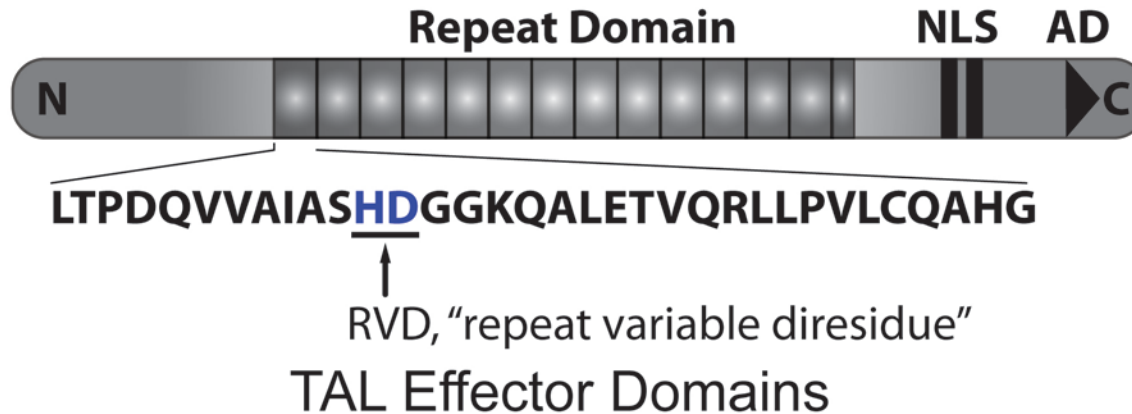 Repeat Domain NLS AD
N C
LTPDQVVAIASHDGGKQALETVQRLLPVLCQAHG
RVD, “repeat variable diresidue”
TAL Effector Domains